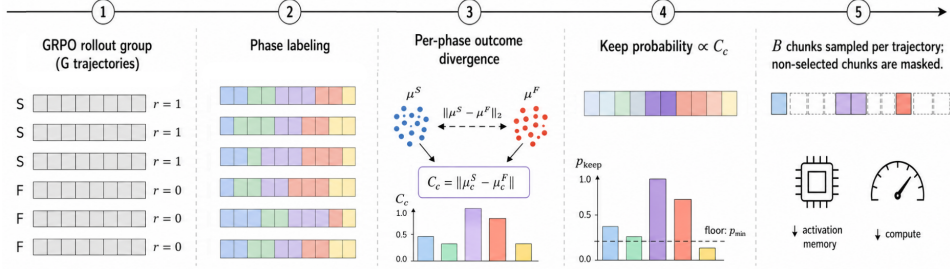 1
GRPO rollout group
(G trajectories)
S r = 1
S r = 1
S r = 1
F r = 0
F r = 0
F r = 0
2
Phase labeling
3
Per-phase outcome
divergence
μ^S μ^F
‖μ^S − μ^F‖₂
C_c = ‖μ_c^S − μ_c^F‖
C_c
1.0
0.5
0.0
4
Keep probability ∝ C_c
p_keep
1.0
0.5
floor: p_min
0.0
5
B chunks sampled per trajectory;
non-selected chunks are masked.
↓ activation
memory
↓ compute